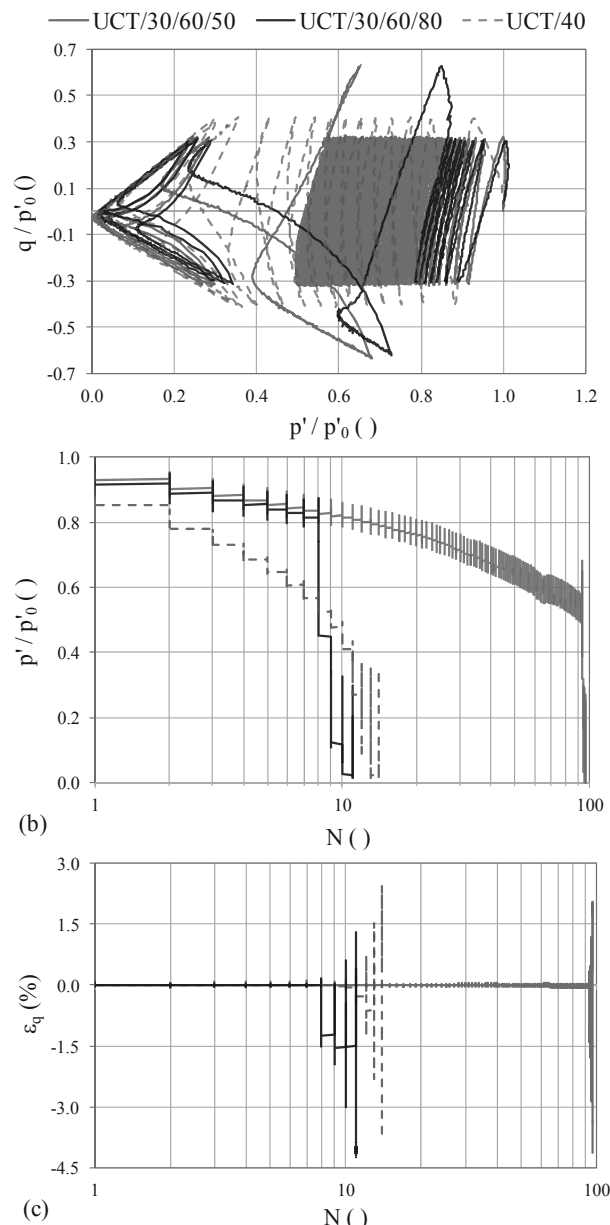 UCT/30/60/50 UCT/30/60/80 UCT/40
0.7
0.5
0.3
0.1
-0.1
-0.3
-0.5
-0.7
q / p'0 ()
0.0 0.2 0.4 0.6 0.8 1.0 1.2
p' / p'0 ()
1.0
0.8
0.6
0.4
0.2
0.0
p' / p'0 ()
1 10 100
(b) N ()
3.0
1.5
0.0
-1.5
-3.0
-4.5
εq (%)
1 10 100
(c) N ()